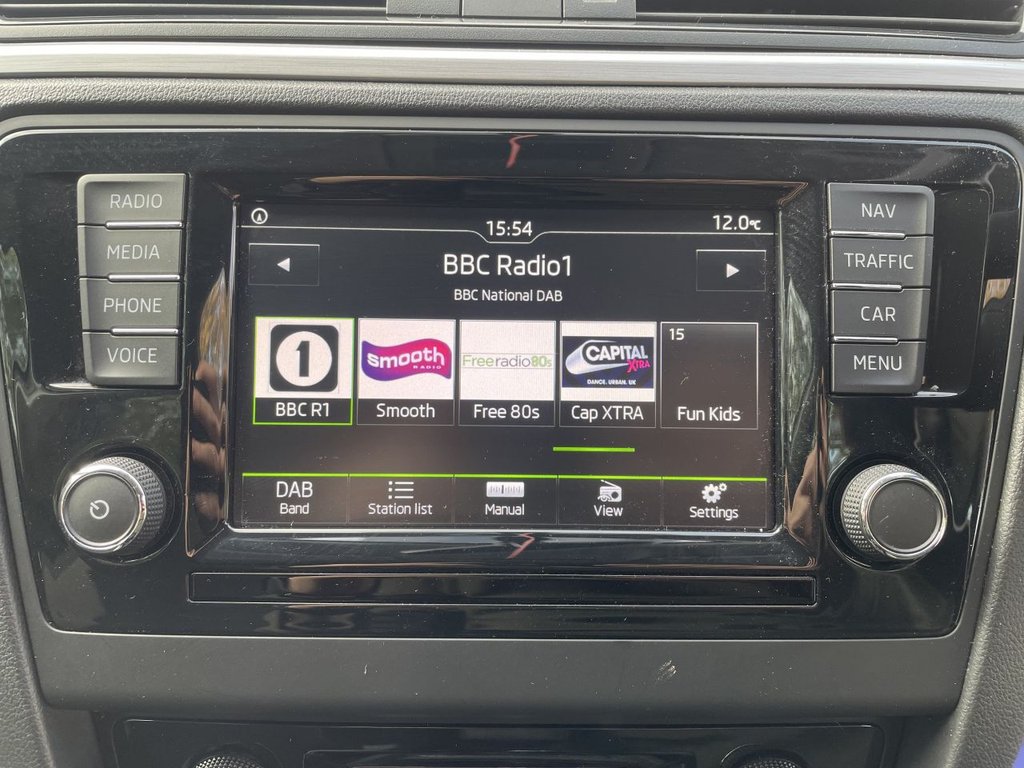 RADIO
MEDIA
PHONE
VOICE
15:54
12.0°C
BBC Radio1
BBC National DAB
1
smooth
RADIO
Freeradio80s
CAPITAL
XTRA
DANCE. URBAN. UK
15
BBC R1
Smooth
Free 80s
Cap XTRA
Fun Kids
DAB
Band
Station list
Manual
View
Settings
NAV
TRAFFIC
CAR
MENU